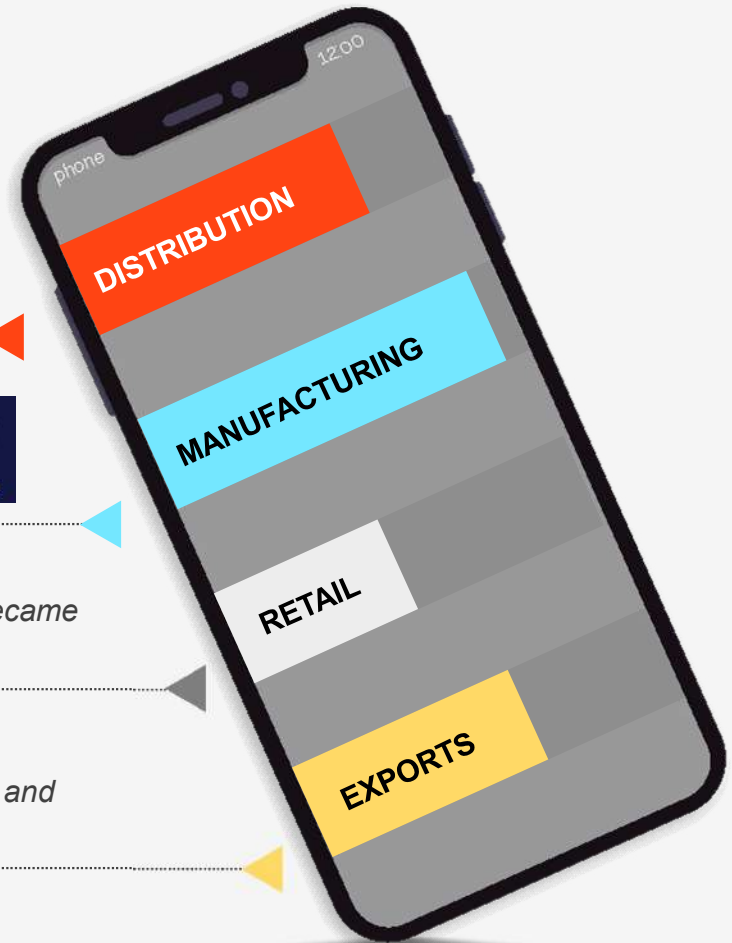 phone
12:00
DISTRIBUTION
MANUFACTURING
ecame
RETAIL
and
EXPORTS